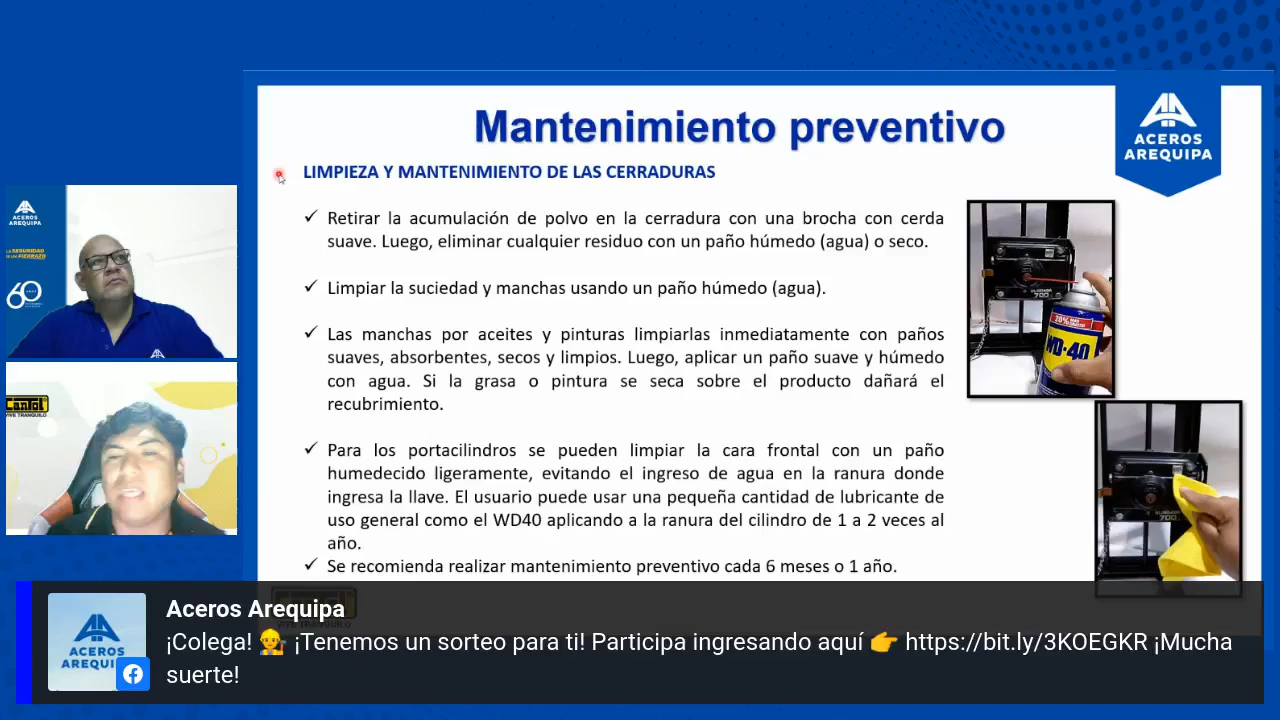 Mantenimiento preventivo
ACEROS
AREQUIPA
LIMPIEZA Y MANTENIMIENTO DE LAS CERRADURAS
✓ Retirar la acumulación de polvo en la cerradura con una brocha con cerda
suave. Luego, eliminar cualquier residuo con un paño húmedo (agua) o seco.
✓ Limpiar la suciedad y manchas usando un paño húmedo (agua).
✓ Las manchas por aceites y pinturas limpiarlas inmediatamente con paños
suaves, absorbentes, secos y limpios. Luego, aplicar un paño suave y húmedo
con agua. Si la grasa o pintura se seca sobre el producto dañará el
recubrimiento.
✓ Para los portacilindros se pueden limpiar la cara frontal con un paño
humedecido ligeramente, evitando el ingreso de agua en la ranura donde
ingresa la llave. El usuario puede usar una pequeña cantidad de lubricante de
uso general como el WD40 aplicando a la ranura del cilindro de 1 a 2 veces al
año.
✓ Se recomienda realizar mantenimiento preventivo cada 6 meses o 1 año.
ACEROS
AREQUIPA
60
CANTOL
VIVE TRANQUILO
WD-40
700
700
Aceros Arequipa
¡Colega! 👷 ¡Tenemos un sorteo para ti! Participa ingresando aquí 👉 https://bit.ly/3KOEGKR ¡Mucha
suerte!
ACEROS